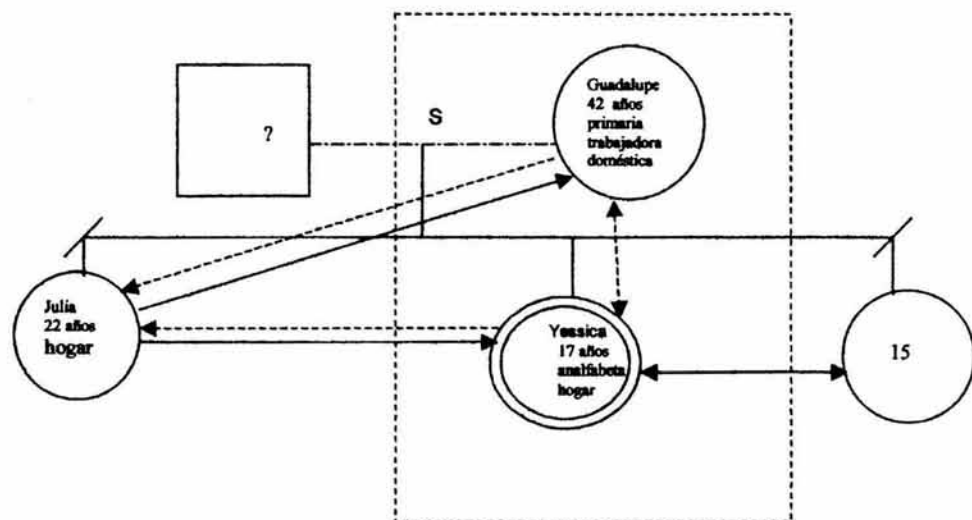 ?
S
Guadalupe
42 años
primaria
trabajadora
doméstica
Julia
22 años
hogar
Yessica
17 años
analfabeta
hogar
15